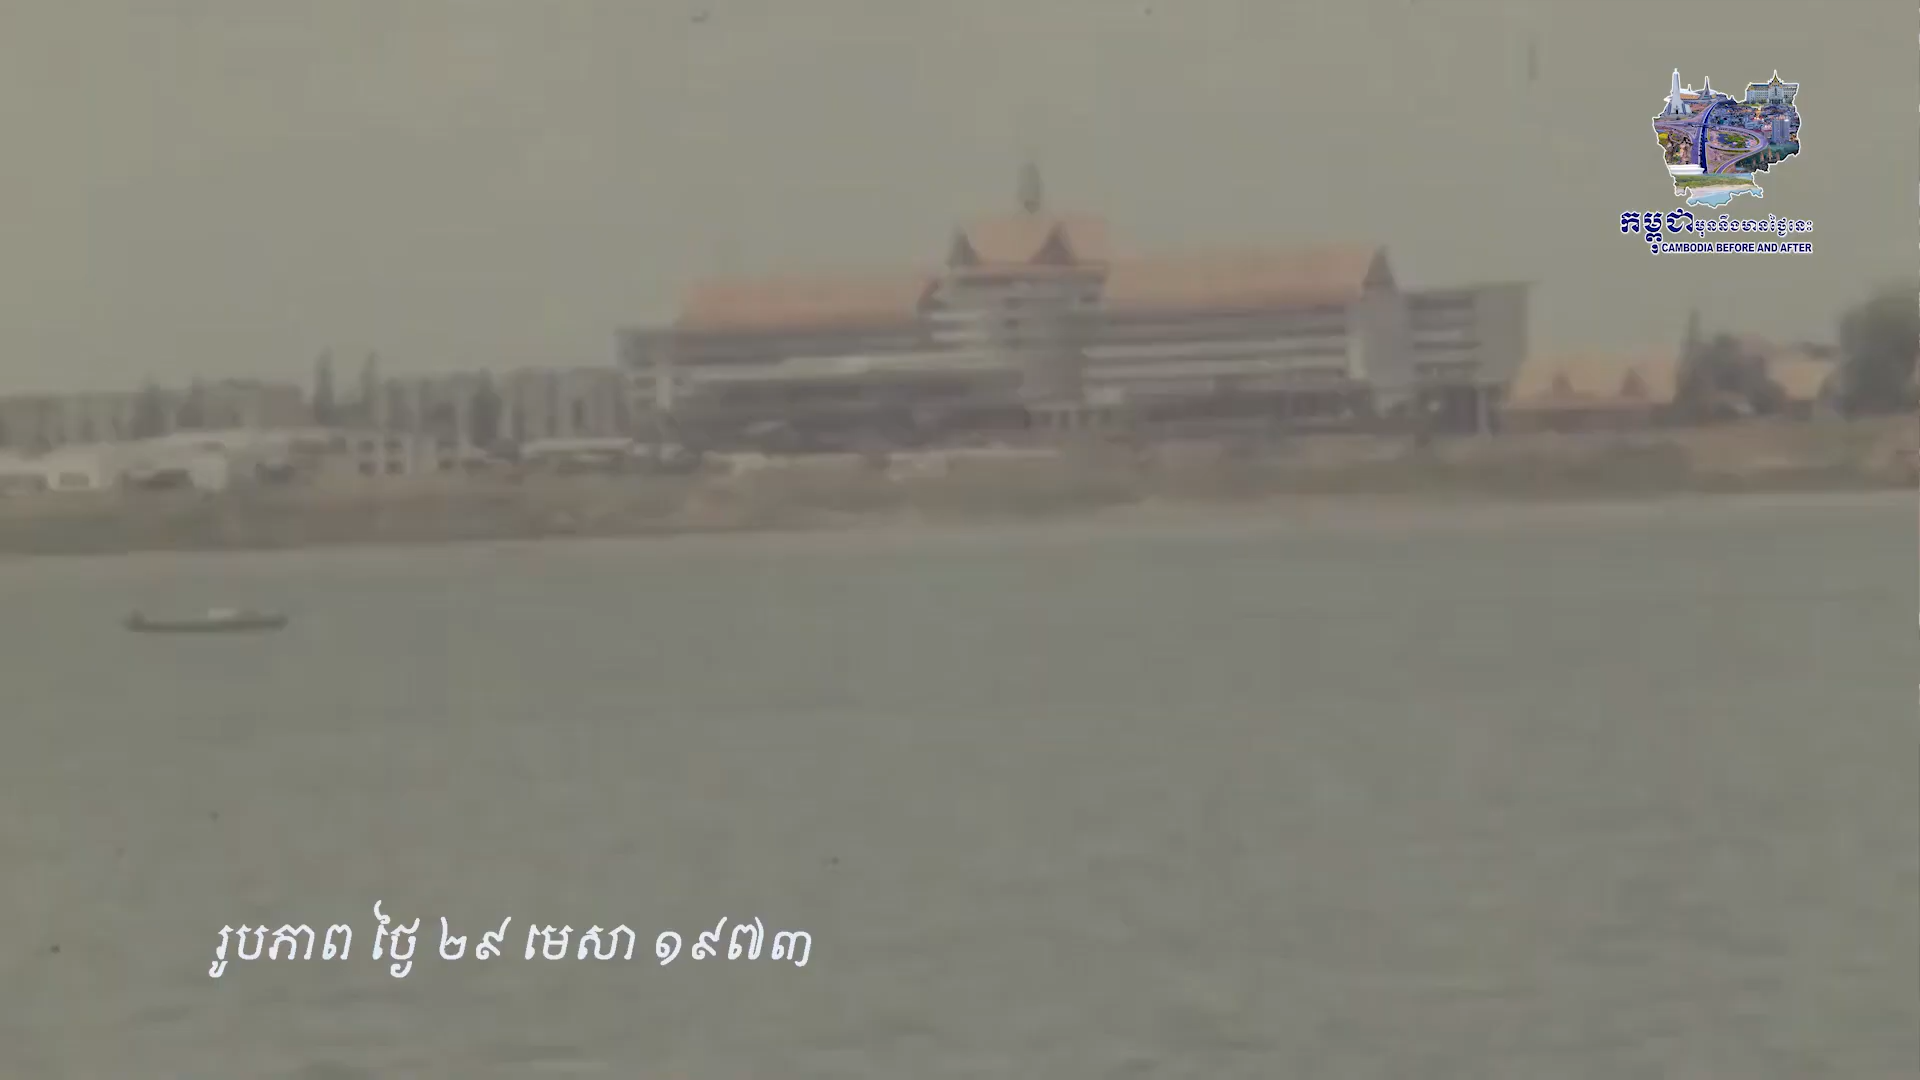 កម្ពុជាមុននឹងមានថ្ងៃនេះ
CAMBODIA BEFORE AND AFTER
រូបភាព ថ្ងៃ ២៩ មេសា ១៩៧៣